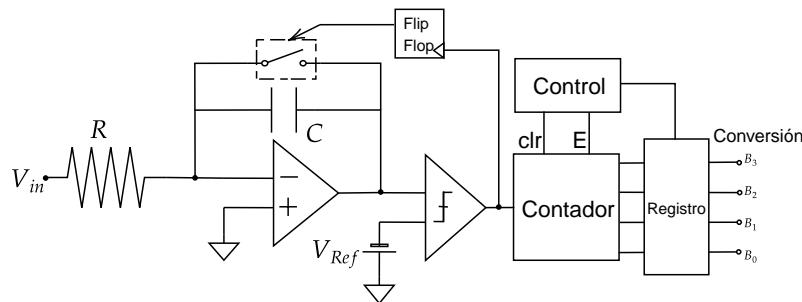 Flip
Flop
Control
R
C
clr
E
Conversión
V_in
−
+
Contador
Registro
B_3
B_2
B_1
B_0
V_Ref